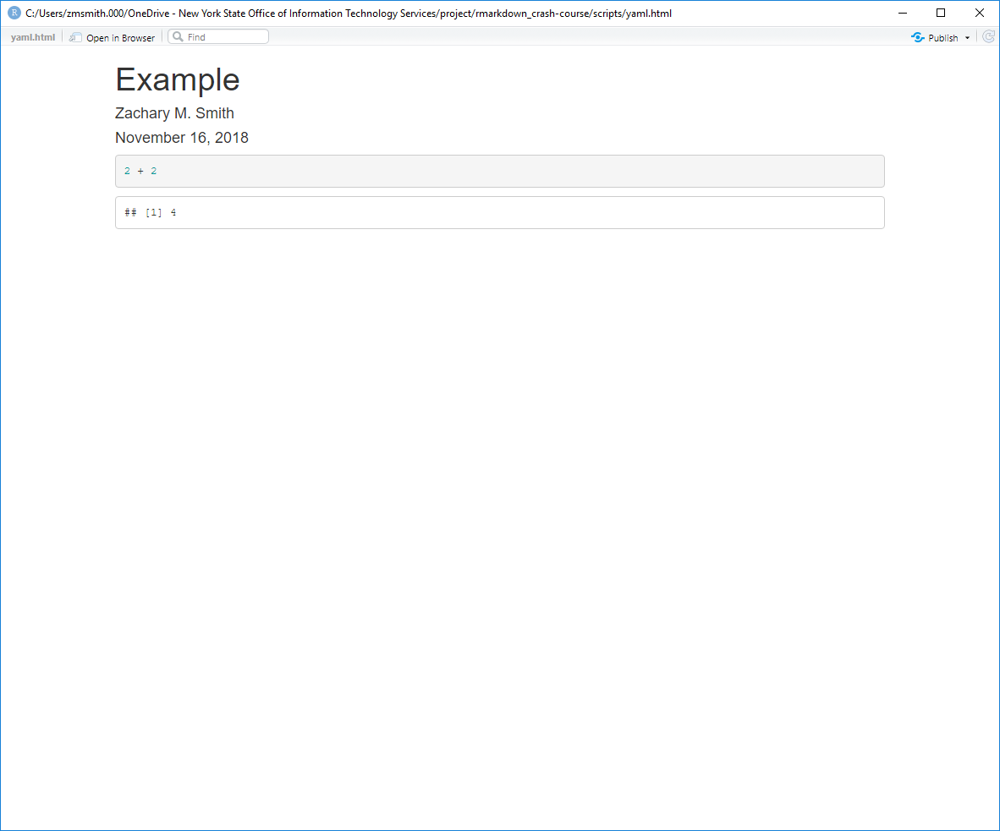 R C:/Users/zmsmith.000/OneDrive - New York State Office of Information Technology Services/project/rmarkdown_crash-course/scripts/yaml.html
yaml.html Open in Browser Find Publish
Example
Zachary M. Smith
November 16, 2018
2 + 2
## [1] 4